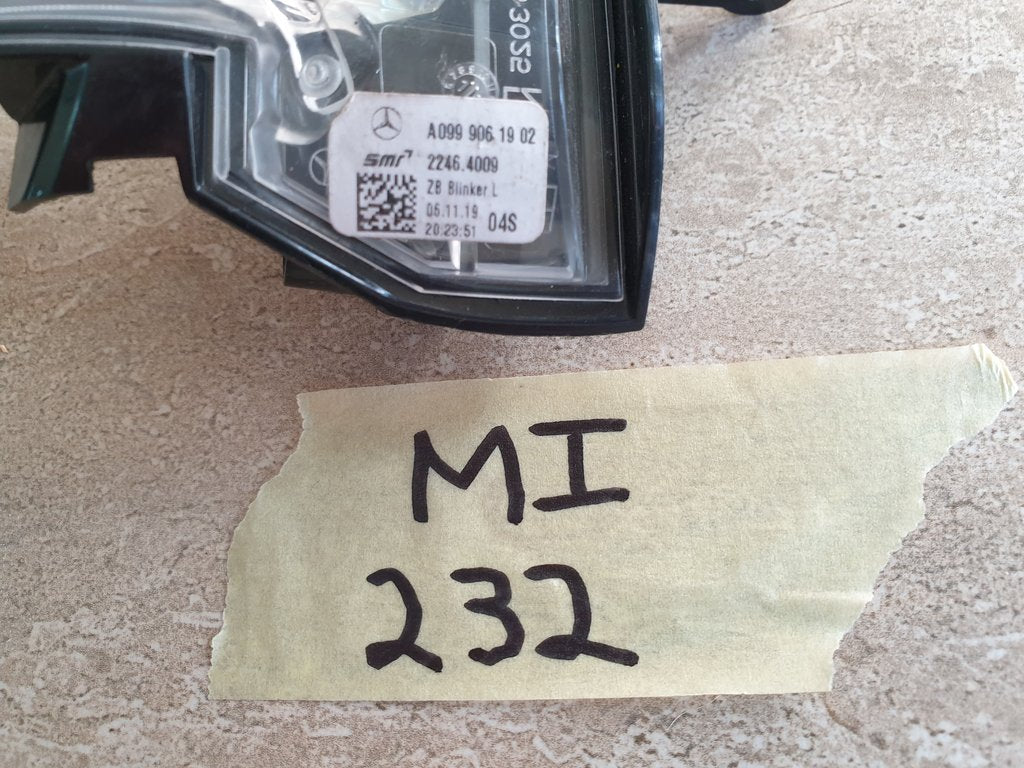 A099 906 19 02
smr
2246.4009
ZB Blinker L
06.11.19
20:23:51
04S
MI
232